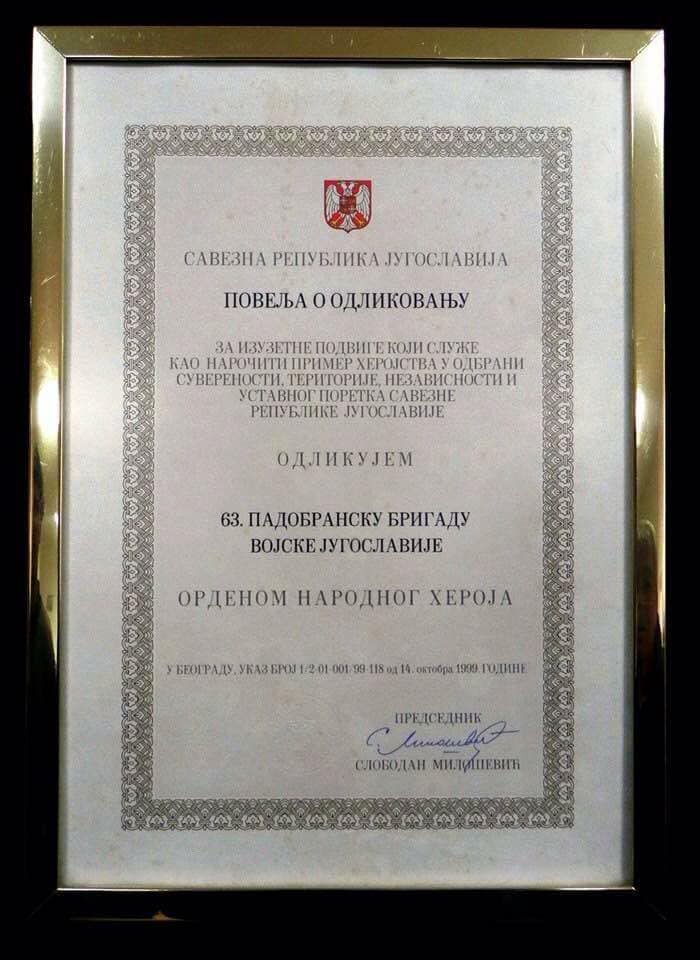 САВЕЗНА РЕПУБЛИКА ЈУГОСЛАВИЈА
ПОВЕЉА О ОДЛИКОВАЊУ
ЗА ИЗУЗЕТНЕ ПОДВИГЕ КОЈИ СЛУЖЕ
КАО НАРОЧИТИ ПРИМЕР ХЕРОЈСТВА У ОДБРАНИ
СУВЕРЕНОСТИ, ТЕРИТОРИЈЕ, НЕЗАВИСНОСТИ И
УСТАВНОГ ПОРЕТКА САВЕЗНЕ
РЕПУБЛИКЕ ЈУГОСЛАВИЈЕ
ОДЛИКУЈЕМ
63. ПАДОБРАНСКУ БРИГАДУ
ВОЈСКЕ ЈУГОСЛАВИЈЕ
ОРДЕНОМ НАРОДНОГ ХЕРОЈА
У БЕОГРАДУ, УКАЗ БРОЈ 1/2-01-001/99-118 од 14. октобра 1999. ГОДИНЕ
ПРЕДСЕДНИК
С. Милошевић
СЛОБОДАН МИЛОШЕВИЋ